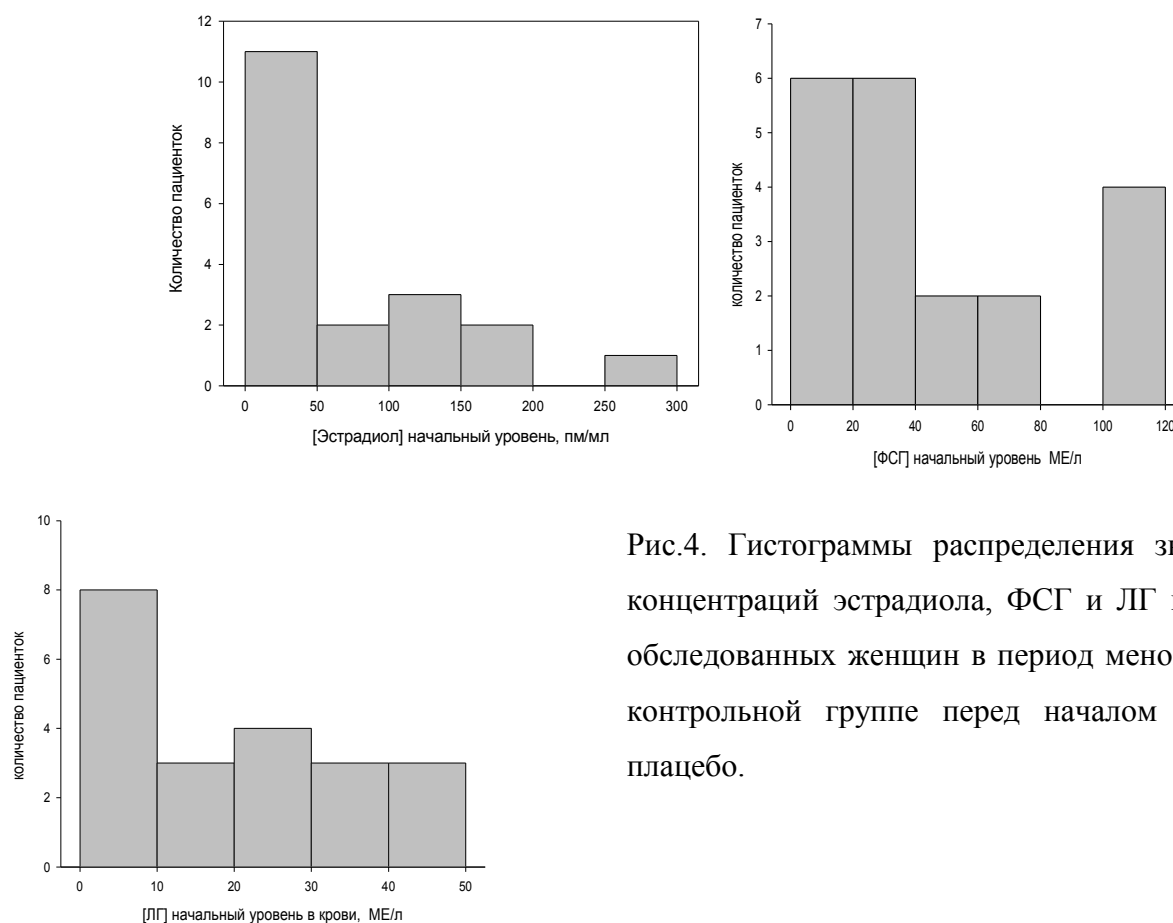 12
10
8
6
4
2
0
Количество пациенток
0 50 100 150 200 250 300
[Эстрадиол] начальный уровень, пм/мл
7
6
5
4
3
2
1
0
количество пациенток
0 20 40 60 80 100 120
[ФСГ] начальный уровень МЕ/л
10
8
6
4
2
0
количество пациенток
0 10 20 30 40 50
[ЛГ] начальный уровень в крови, МЕ/л
Рис.4. Гистограммы распределения
концентраций эстрадиола, ФСГ и ЛГ
обследованных женщин в период мено
контрольной группе перед началом
плацебо.